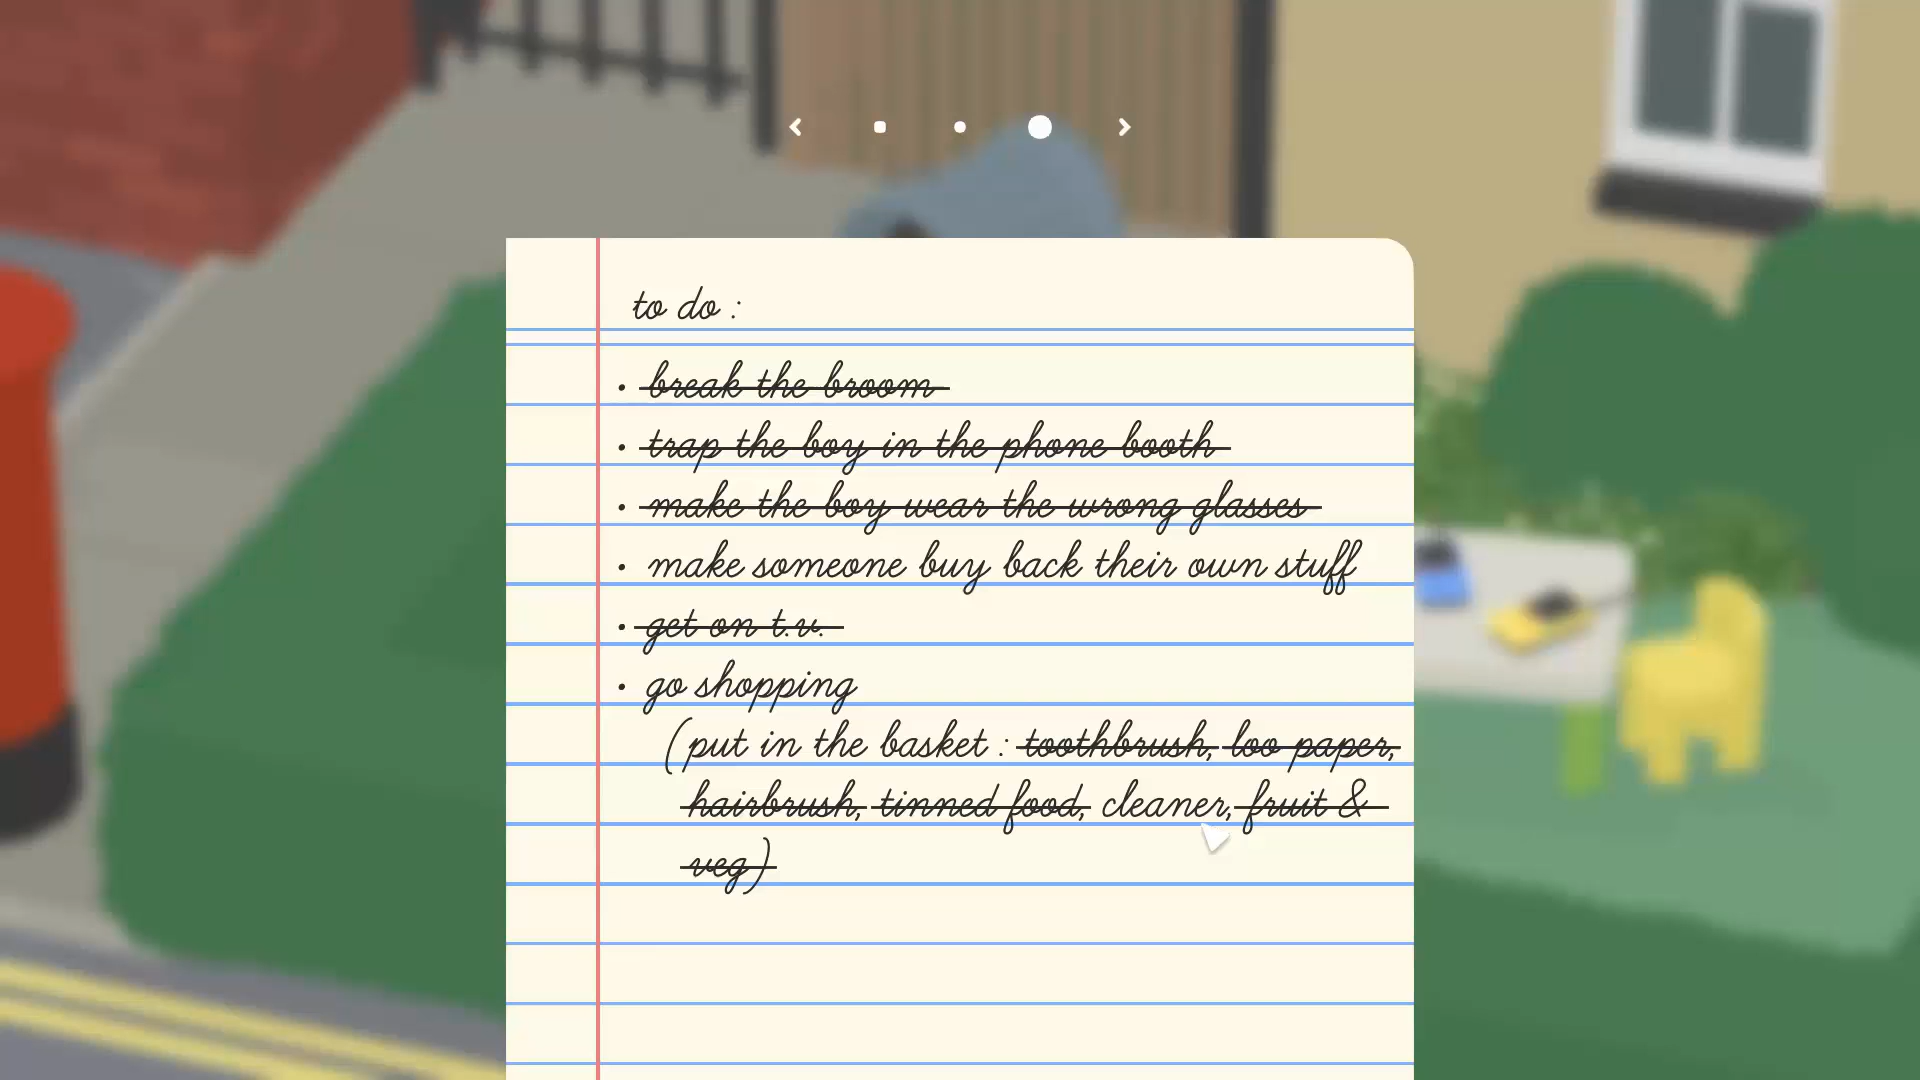 to do :
• break the broom
• trap the boy in the phone booth
• make the boy wear the wrong glasses
• make someone buy back their own stuff
• get on t.v.
• go shopping
(put in the basket : toothbrush, loo paper,
hairbrush, tinned food, cleaner, fruit &
veg)